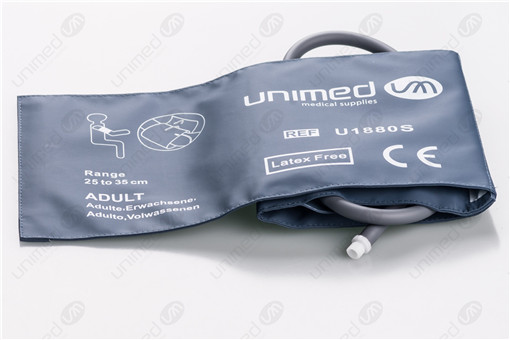 unimed
medical supplies
REF U1880S
Latex Free
CE
Range
25 to 35 cm
ADULT
Adulte.Erwachsene.
Adulto,Volwassenen